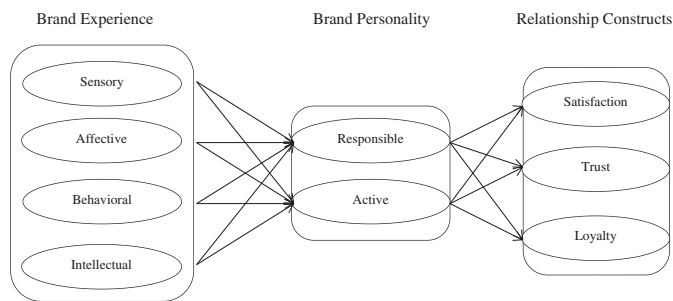 Brand Experience
Brand Personality
Relationship Constructs
Sensory
Affective
Behavioral
Intellectual
Responsible
Active
Satisfaction
Trust
Loyalty